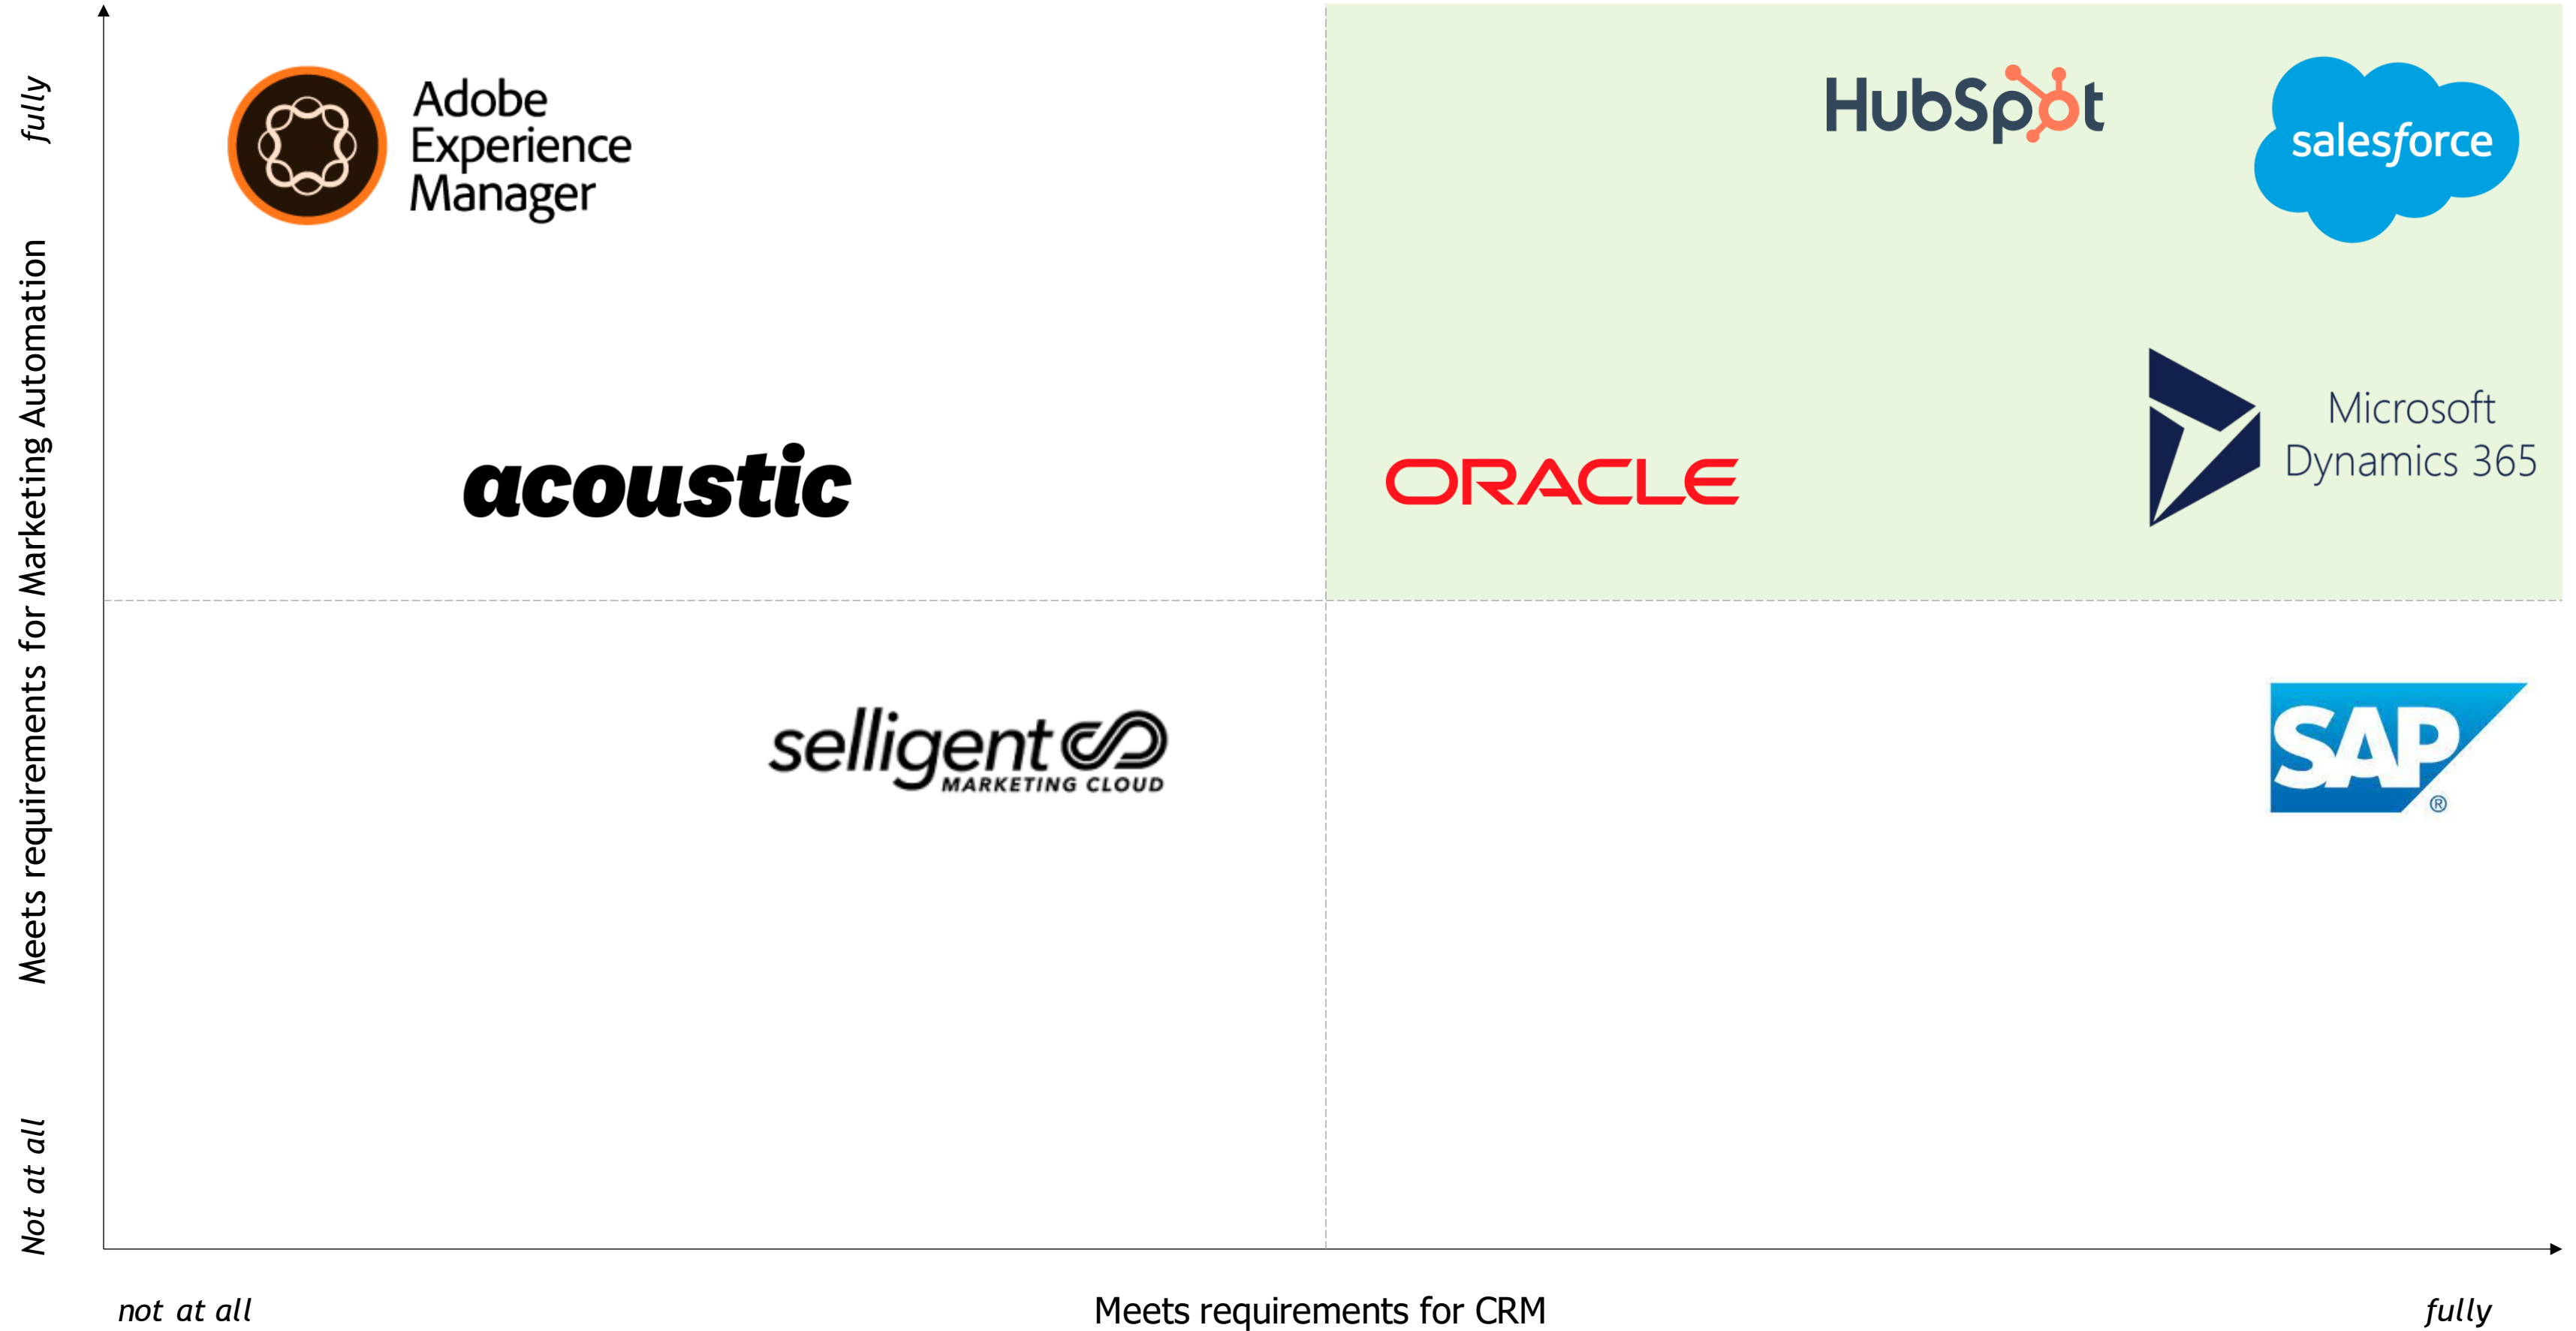 fully
Meets requirements for Marketing Automation
Not at all
Adobe
Experience
Manager
HubSpot
salesforce
acoustic
ORACLE
Microsoft
Dynamics 365
selligent
MARKETING CLOUD
SAP
®
not at all
Meets requirements for CRM
fully